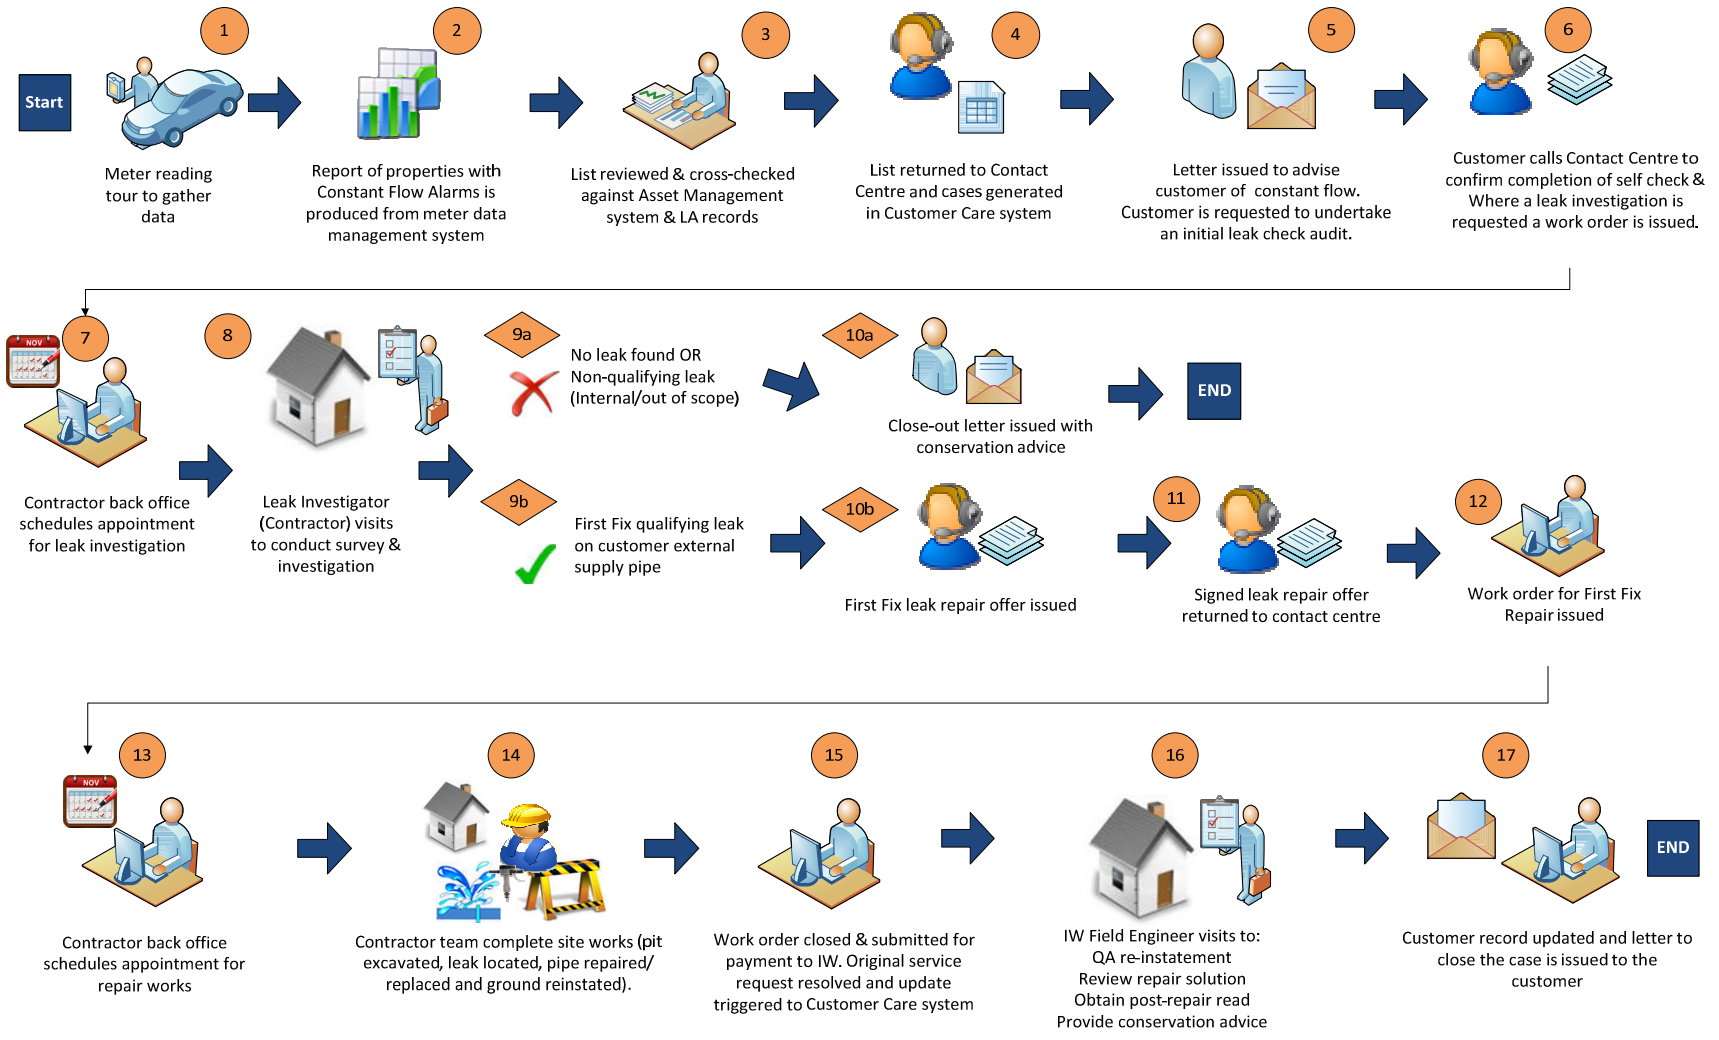 Start
1
Meter reading
tour to gather
data
2
Report of properties with
Constant Flow Alarms is
produced from meter data
management system
3
List reviewed & cross-checked
against Asset Management
system & LA records
4
List returned to Contact
Centre and cases generated
in Customer Care system
5
Letter issued to advise
customer of constant flow.
Customer is requested to undertake
an initial leak check audit.
6
Customer calls Contact Centre to
confirm completion of self check &
Where a leak investigation is
requested a work order is issued.
7
NOV
Contractor back office
schedules appointment
for leak investigation
8
Leak Investigator
(Contractor) visits
to conduct survey &
investigation
9a
No leak found OR
Non-qualifying leak
(Internal/out of scope)
10a
Close-out letter issued with
conservation advice
END
9b
First Fix qualifying leak
on customer external
supply pipe
10b
First Fix leak repair offer issued
11
Signed leak repair offer
returned to contact centre
12
Work order for First Fix
Repair issued
13
NOV
Contractor back office
schedules appointment for
repair works
14
Contractor team complete site works (pit
excavated, leak located, pipe repaired/
replaced and ground reinstated).
15
Work order closed & submitted for
payment to IW. Original service
request resolved and update
triggered to Customer Care system
16
IW Field Engineer visits to:
QA re-instatement
Review repair solution
Obtain post-repair read
Provide conservation advice
17
Customer record updated and letter to
close the case is issued to the
customer
END